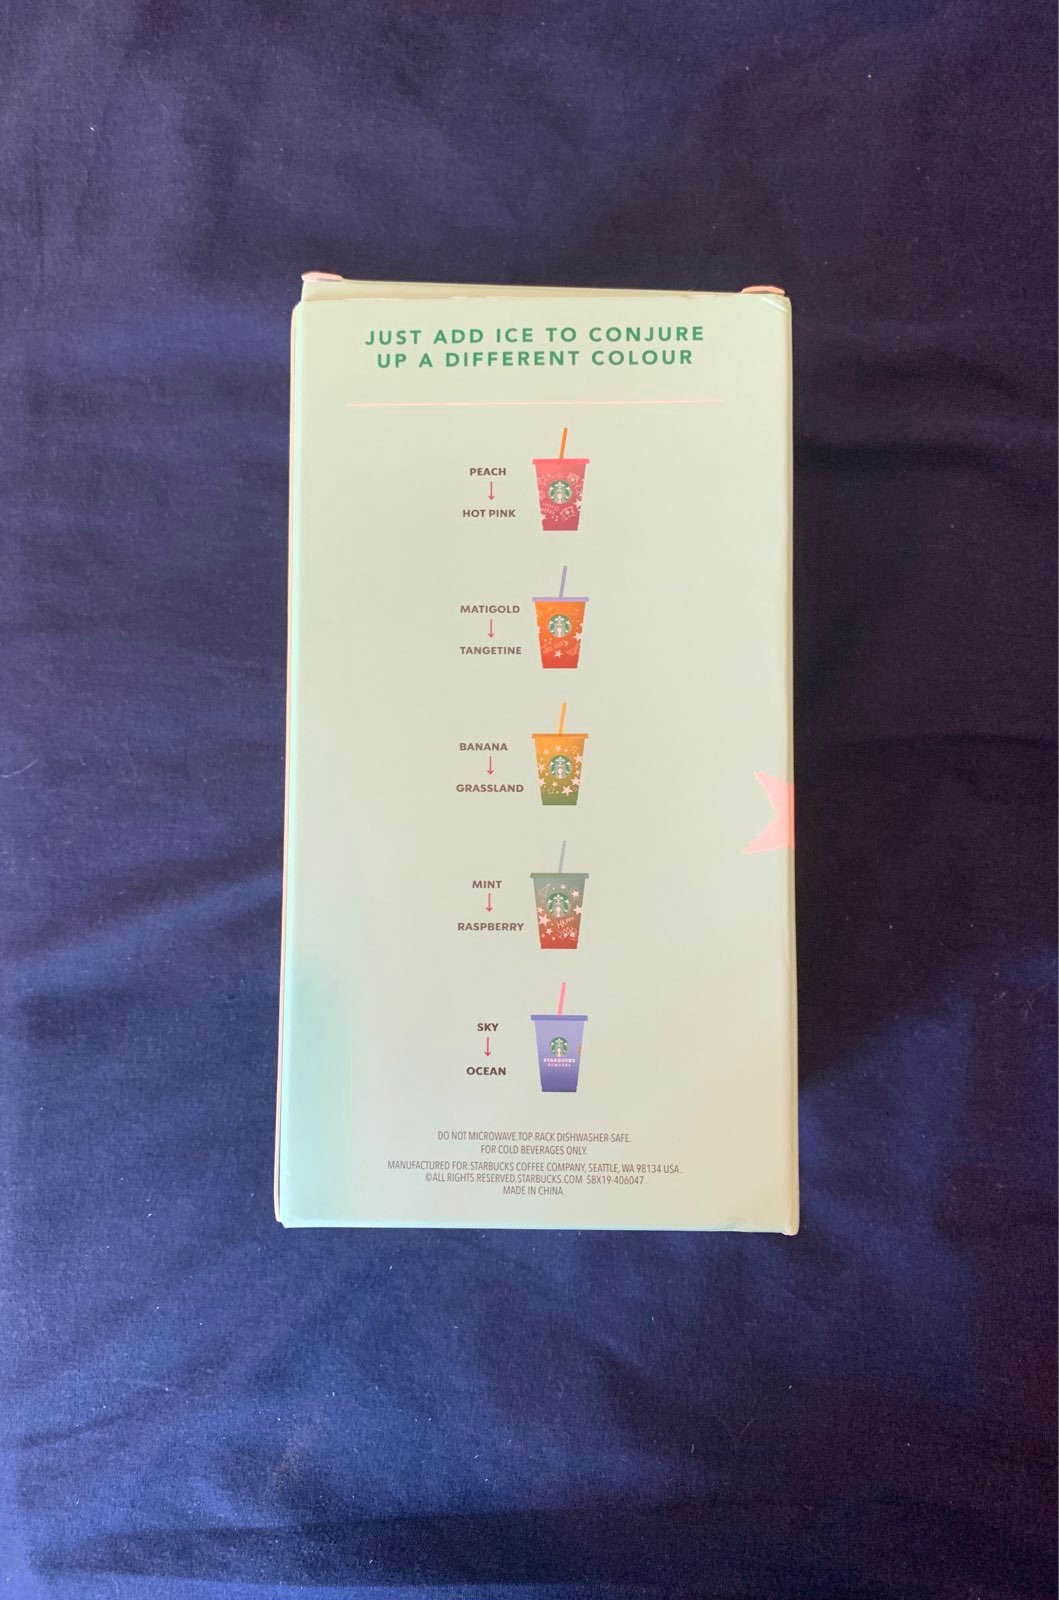 JUST ADD ICE TO CONJURE
UP A DIFFERENT COLOUR
PEACH
↓
HOT PINK
MATIGOLD
↓
TANGETINE
BANANA
↓
GRASSLAND
MINT
↓
RASPBERRY
SKY
↓
OCEAN
STARBUCKS
REWARDS
DO NOT MICROWAVE.TOP-RACK DISHWASHER-SAFE.
FOR COLD BEVERAGES ONLY.
MANUFACTURED FOR:STARBUCKS COFFEE COMPANY, SEATTLE, WA 98134 USA.
©ALL RIGHTS RESERVED.STARBUCKS.COM SBX19-406047
MADE IN CHINA.